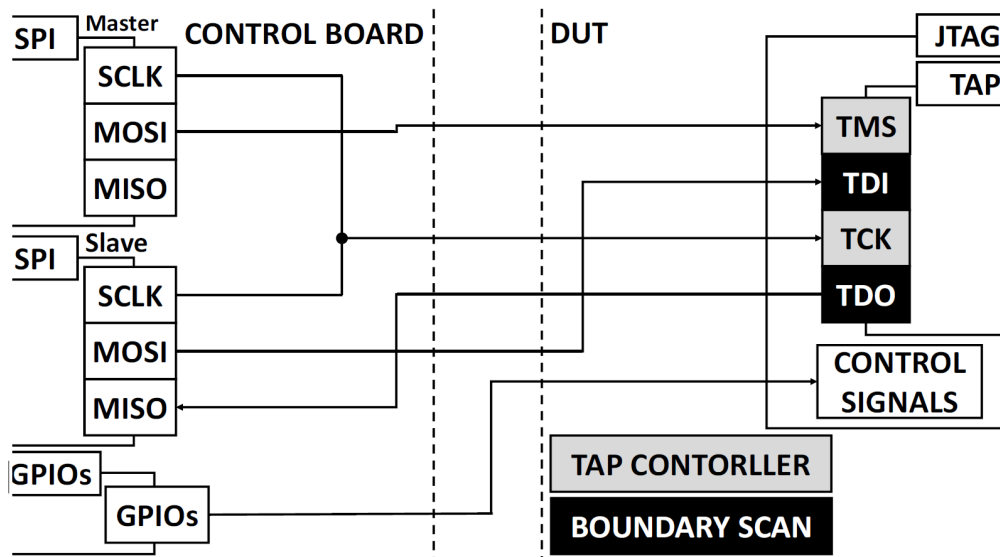 SPI
Master
CONTROL BOARD
DUT
JTAG
TAP
SCLK
MOSI
MISO
TMS
TDI
TCK
TDO
SPI
Slave
SCLK
MOSI
MISO
CONTROL
SIGNALS
GPIOs
GPIOs
TAP CONTORLLER
BOUNDARY SCAN